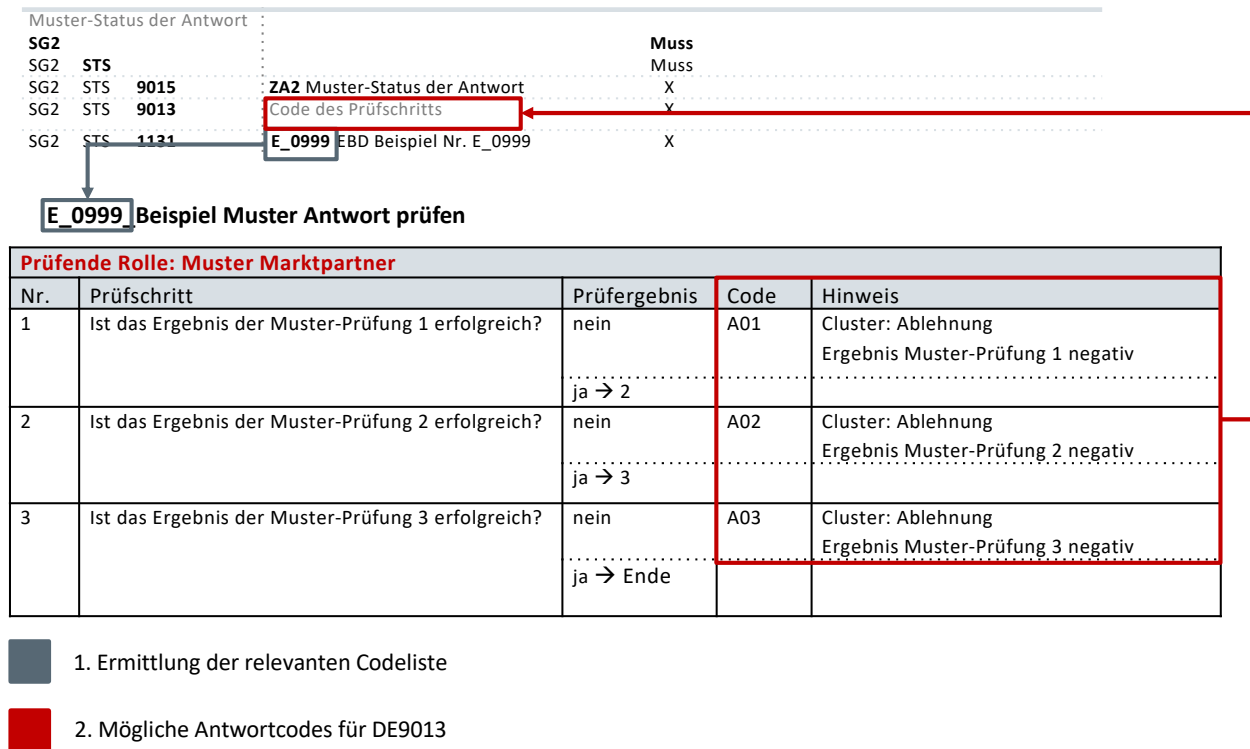 Muster-Status der Antwort
SG2 Muss
SG2 STS Muss
SG2 STS 9015 ZA2 Muster-Status der Antwort X
SG2 STS 9013 Code des Prüfschritts X
SG2 STS 1131 E_0999 EBD Beispiel Nr. E_0999 X
E_0999_Beispiel Muster Antwort prüfen
Prüfende Rolle: Muster Marktpartner
Nr. Prüfschritt Prüfergebnis Code Hinweis
1 Ist das Ergebnis der Muster-Prüfung 1 erfolgreich? nein A01 Cluster: Ablehnung
Ergebnis Muster-Prüfung 1 negativ
ja → 2
2 Ist das Ergebnis der Muster-Prüfung 2 erfolgreich? nein A02 Cluster: Ablehnung
Ergebnis Muster-Prüfung 2 negativ
ja → 3
3 Ist das Ergebnis der Muster-Prüfung 3 erfolgreich? nein A03 Cluster: Ablehnung
Ergebnis Muster-Prüfung 3 negativ
ja → Ende
1. Ermittlung der relevanten Codeliste
2. Mögliche Antwortcodes für DE9013